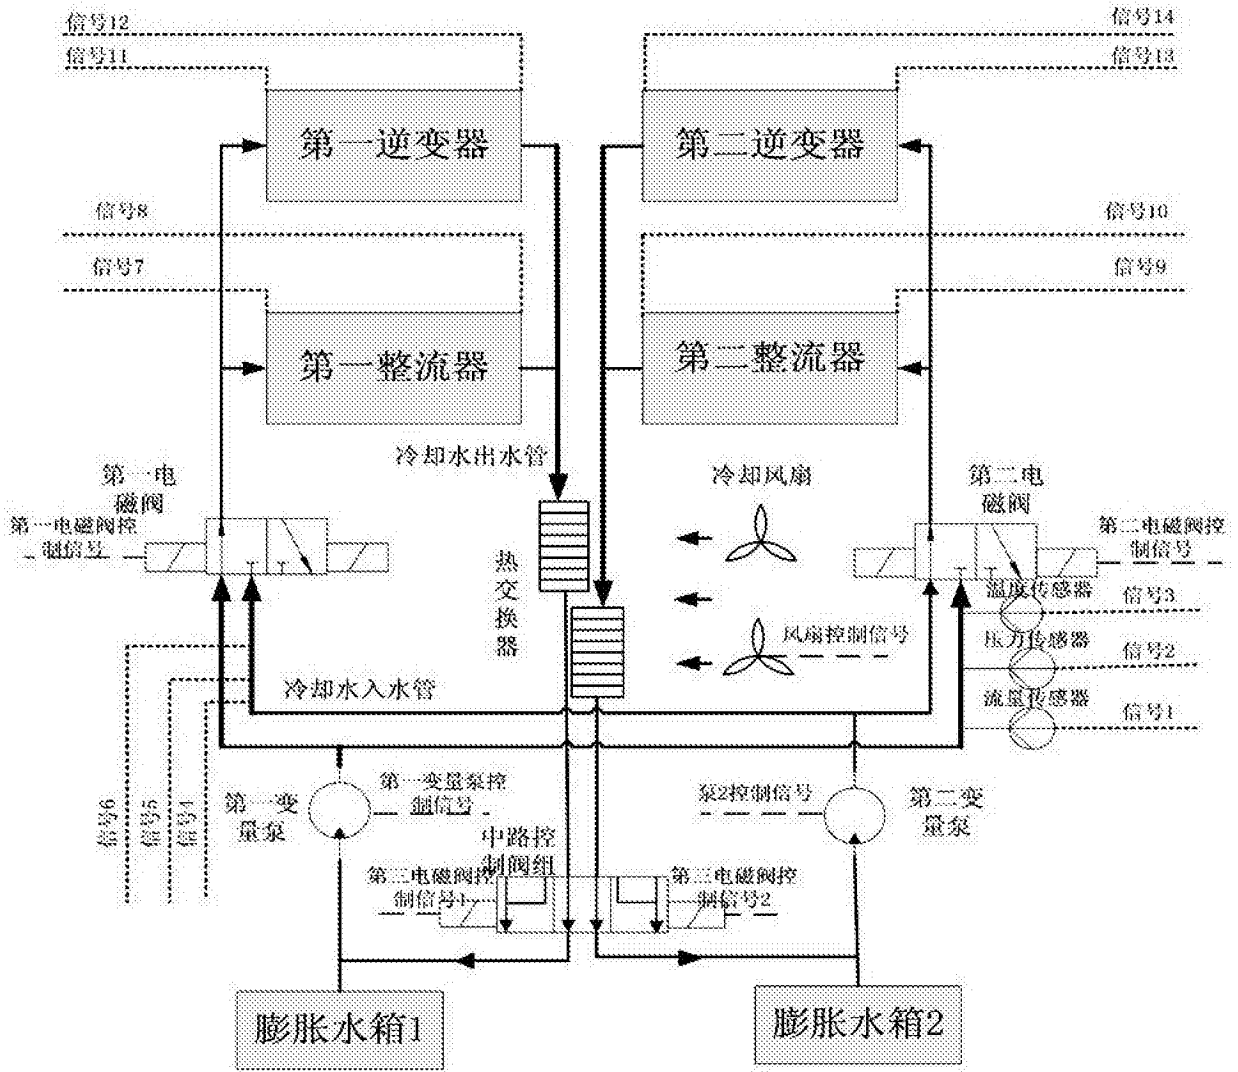 信号12
信号14
信号11
信号13
第一逆变器
第二逆变器
信号8
信号10
信号7
信号9
第一整流器
第二整流器
冷却水出水管
冷却风扇
第一电
磁阀
第二电
磁阀
第一电磁阀控
制信号
第二电磁阀控
制信号
热
交
换
器
温度传感器
信号3
风扇控制信号
压力传感器
信号2
冷却水入水管
流量传感器
信号1
信号6
信号5
信号4
第一变
量泵
第一变量泵控
制信号
泵2控制信号
第二变
量泵
中路控
制阀组
第三电磁阀控
制信号1
第三电磁阀控
制信号2
膨胀水箱1
膨胀水箱2